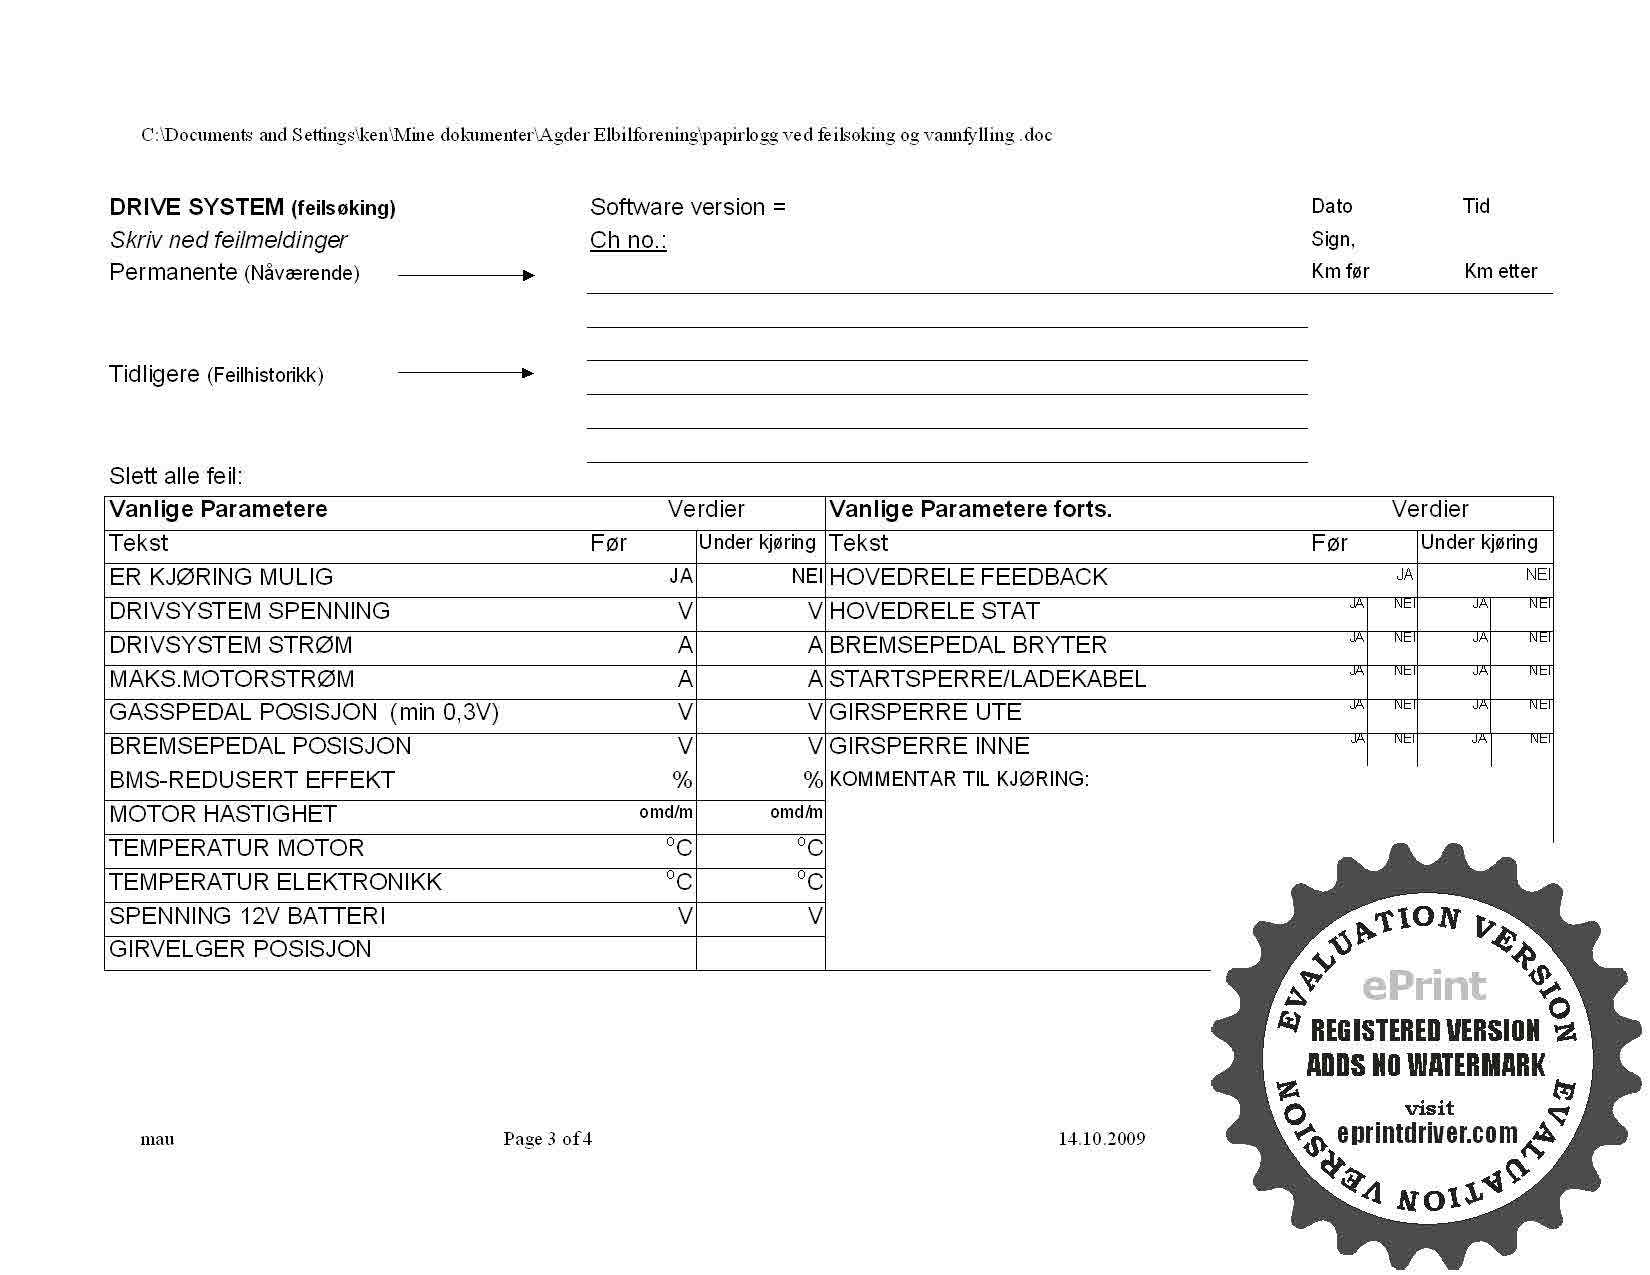 C:\Documents and Settings\ken\Mine dokumenter\Agder Elbilforening\papirlogg ved feilsøking og vannfylling .doc
DRIVE SYSTEM (feilsøking) Software version = Dato Tid
Skriv ned feilmeldinger Ch no.: Sign,
Permanente (Nåværende) Km før Km etter
Tidligere (Feilhistorikk)
Slett alle feil:
Vanlige Parametere Verdier Vanlige Parametere forts. Verdier
Tekst Før Under kjøring Tekst Før Under kjøring
ER KJØRING MULIG JA NEI HOVEDRELE FEEDBACK JA NEI
DRIVSYSTEM SPENNING V V HOVEDRELE STAT JA NEI JA NEI
DRIVSYSTEM STRØM A A BREMSEPEDAL BRYTER JA NEI JA NEI
MAKS.MOTORSTRØM A A STARTSPERRE/LADEKABEL JA NEI JA NEI
GASSPEDAL POSISJON (min 0,3V) V V GIRSPERRE UTE JA NEI JA NEI
BREMSEPEDAL POSISJON V V GIRSPERRE INNE JA NEI JA NEI
BMS-REDUSERT EFFEKT % % KOMMENTAR TIL KJØRING:
MOTOR HASTIGHET omd/m omd/m
TEMPERATUR MOTOR °C °C
TEMPERATUR ELEKTRONIKK °C °C
SPENNING 12V BATTERI V V
GIRVELGER POSISJON
EVALUATION VERSION
ePrint
REGISTERED VERSION
ADDS NO WATERMARK
visit
eprintdriver.com
EVALUATION VERSION
mau Page 3 of 4 14.10.2009